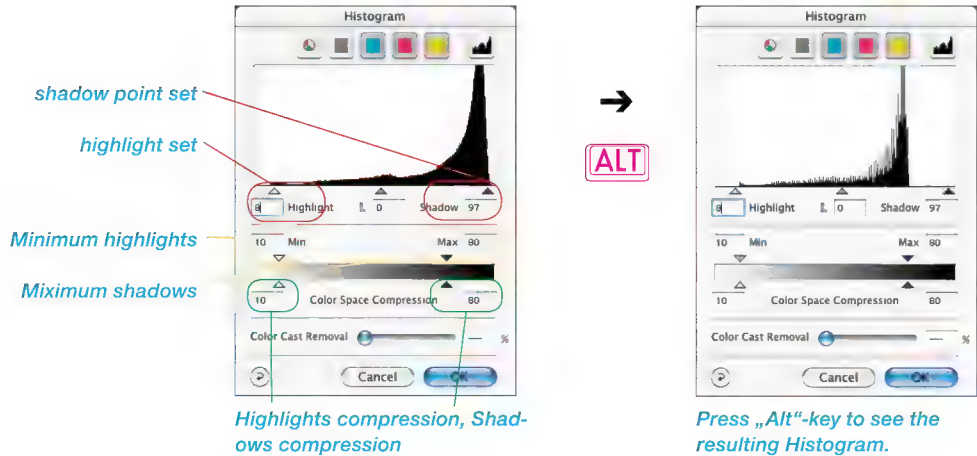 Histogram
shadow point set
highlight set
8 Highlight L 0 Shadow 97
Minimum highlights
10 Min Max 80
Miximum shadows
10 Color Space Compression 80
Color Cast Removal — %
Cancel OK
Highlights compression, Shad-
ows compression
→
ALT
Histogram
8 Highlight L 0 Shadow 97
10 Min Max 80
10 Color Space Compression 80
Color Cast Removal — %
Cancel OK
Press „Alt“-key to see the
resulting Histogram.